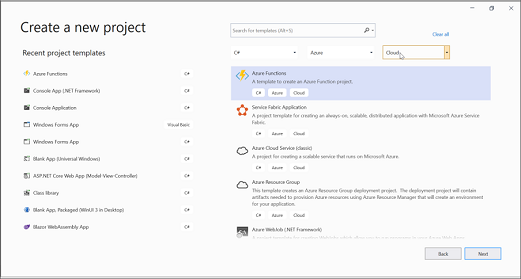 Create a new project
Search for templates (Alt+S)
Clear all
Recent project templates
C#
Azure
Cloud
Azure Functions
C#
Console App (.NET Framework)
C#
Console Application
C#
Windows Forms App
Visual Basic
Windows Forms App
C#
Blank App (Universal Windows)
C#
ASP.NET Core Web App (Model-View-Controller)
C#
Class library
C#
Blank App, Packaged (WinUI 3 in Desktop)
C#
Blazor WebAssembly App
C#
Azure Functions
A template to create an Azure Function project.
C# Azure Cloud
Service Fabric Application
A project template for creating an always-on, scalable, distributed application with Microsoft Azure Service
Fabric.
C# Azure Cloud
Azure Cloud Service (classic)
A project for creating a scalable service that runs on Microsoft Azure.
C# Azure Cloud
Azure Resource Group
This template creates an Azure Resource Group deployment project. The deployment project will contain
artifacts needed to provision Azure resources using Azure Resource Manager that will create an environment
for your application.
C# Azure Cloud
Azure WebJob (.NET Framework)
Back
Next